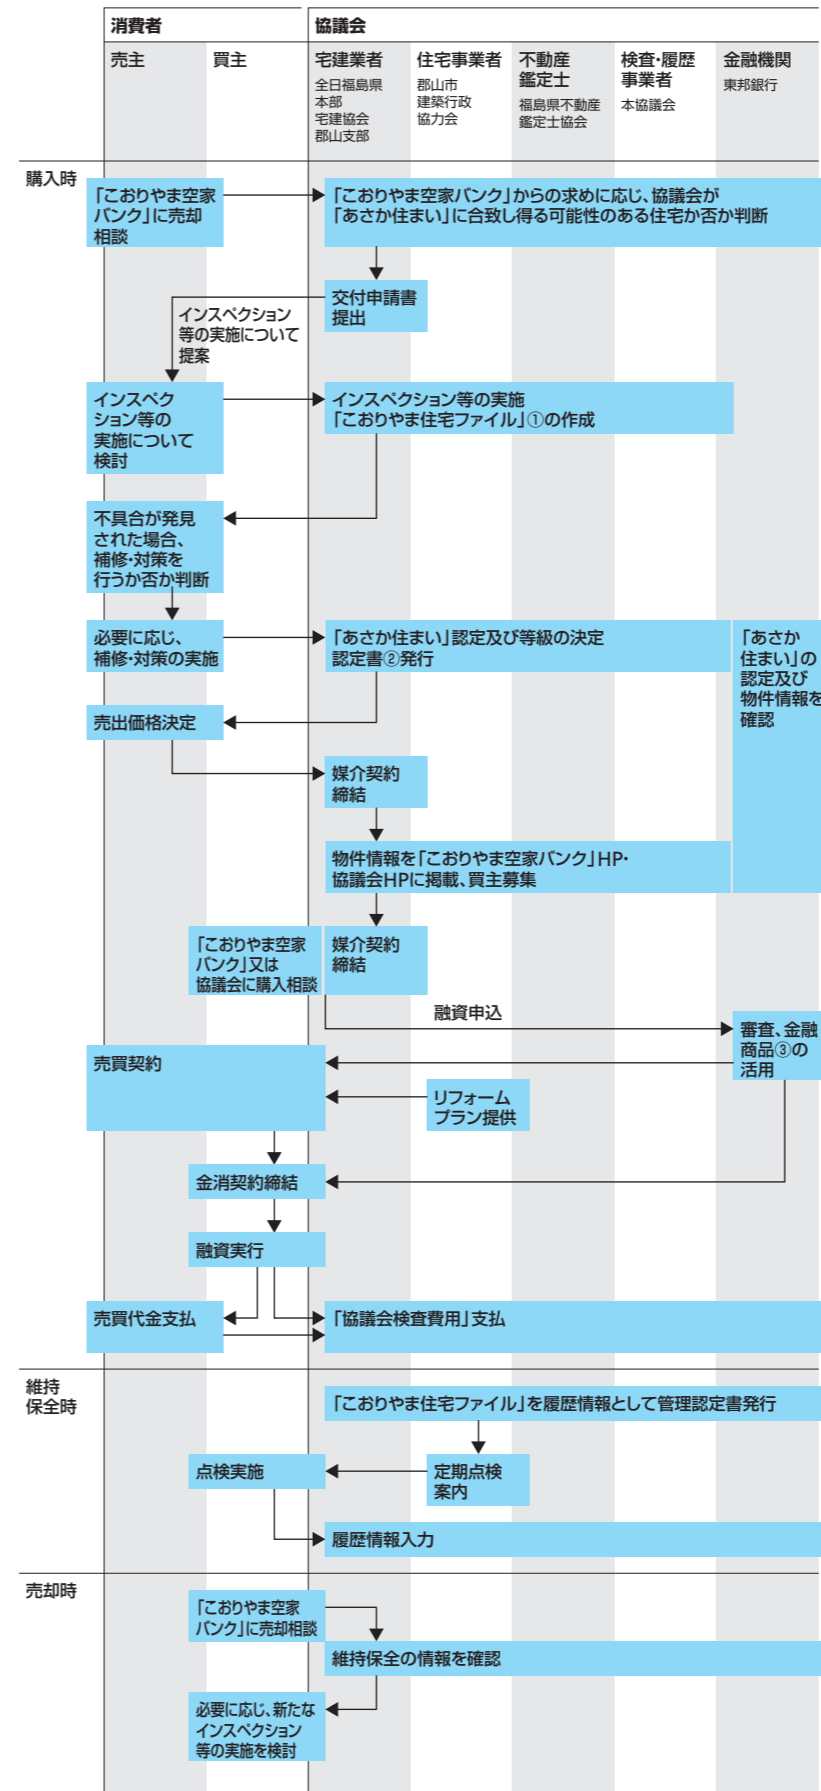 消費者
協議会
売主
買主
宅建業者
全日福島県
本部
宅建協会
郡山支部
住宅事業者
郡山市
建築行政
協力会
不動産
鑑定士
福島県不動産
鑑定士協会
検査・履歴
事業者
本協議会
金融機関
東邦銀行
購入時
「こおりやま空家
バンク」に売却
相談
「こおりやま空家バンク」からの求めに応じ、協議会が
「あさか住まい」に合致し得る可能性のある住宅か否か判断
交付申請書
提出
インスペクション
等の実施について
提案
インスペク
ション等の
実施について
検討
インスペクション等の実施
「こおりやま住宅ファイル」①の作成
不具合が発見
された場合、
補修・対策を
行うか否か判断
必要に応じ、
補修・対策の実施
「あさか住まい」認定及び等級の決定
認定書②発行
「あさか
住まい」の
認定及び
物件情報を
確認
売出価格決定
媒介契約
締結
物件情報を「こおりやま空家バンク」HP・
協議会HPに掲載、買主募集
「こおりやま空家
バンク」又は
協議会に購入相談
媒介契約
締結
融資申込
審査、金融
商品③の
活用
売買契約
リフォーム
プラン提供
金消契約締結
融資実行
売買代金支払
「協議会検査費用」支払
維持
保全時
「こおりやま住宅ファイル」を履歴情報として管理認定書発行
点検実施
定期点検
案内
履歴情報入力
売却時
「こおりやま空家
バンク」に売却相談
維持保全の情報を確認
必要に応じ、新たな
インスペクション
等の実施を検討